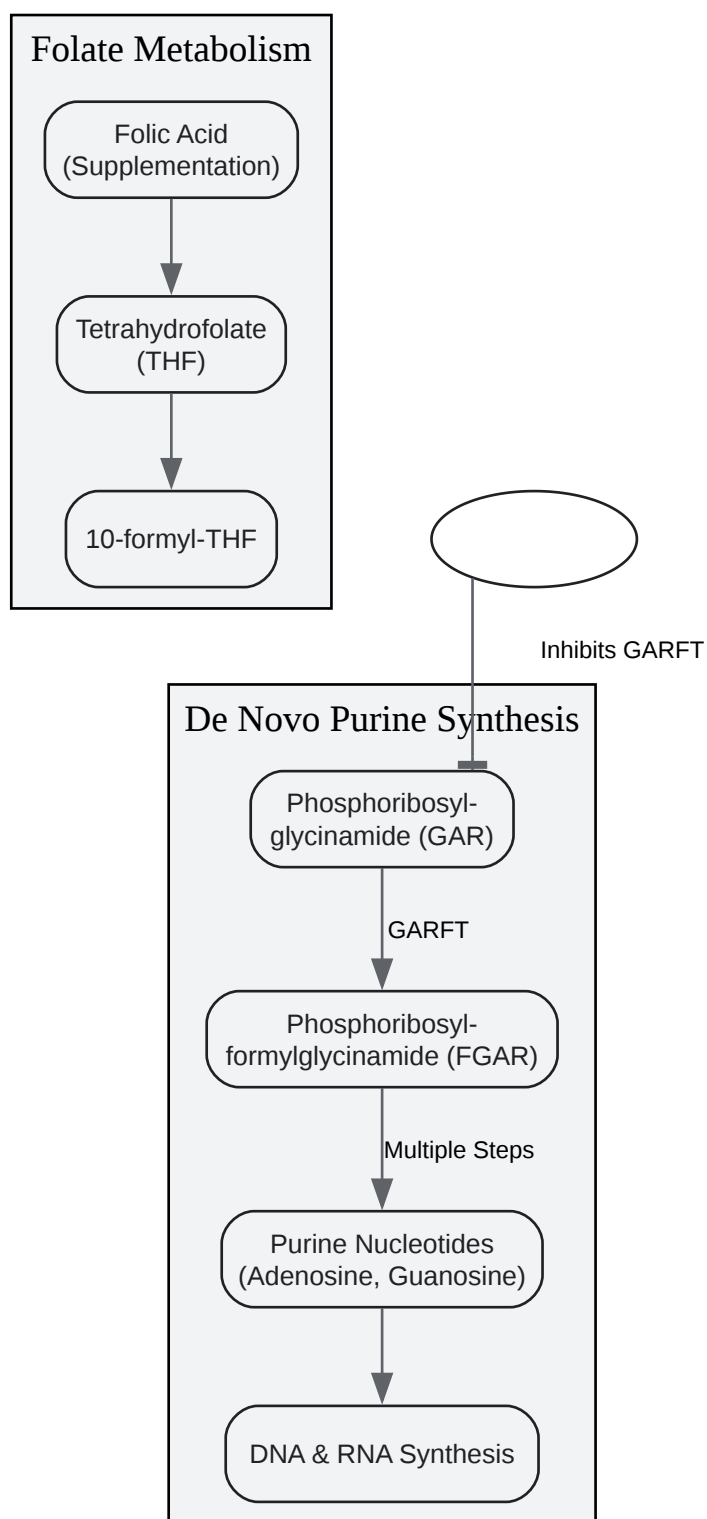 Folate Metabolism
Folic Acid
(Supplementation)
Tetrahydrofolate
(THF)
10-formyl-THF
Inhibits GARFT
De Novo Purine Synthesis
Phosphoribosyl-
glycinamide (GAR)
GARFT
Phosphoribosyl-
formylglycinamide (FGAR)
Multiple Steps
Purine Nucleotides
(Adenosine, Guanosine)
DNA & RNA Synthesis